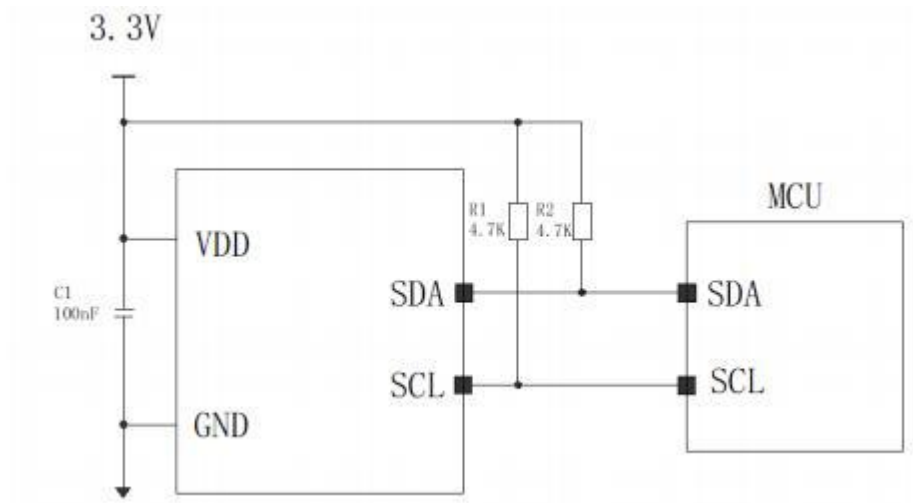 3.3V
MCU
R1
4.7K
R2
4.7K
VDD
SDA
SDA
C1
100nF
SCL
SCL
GND